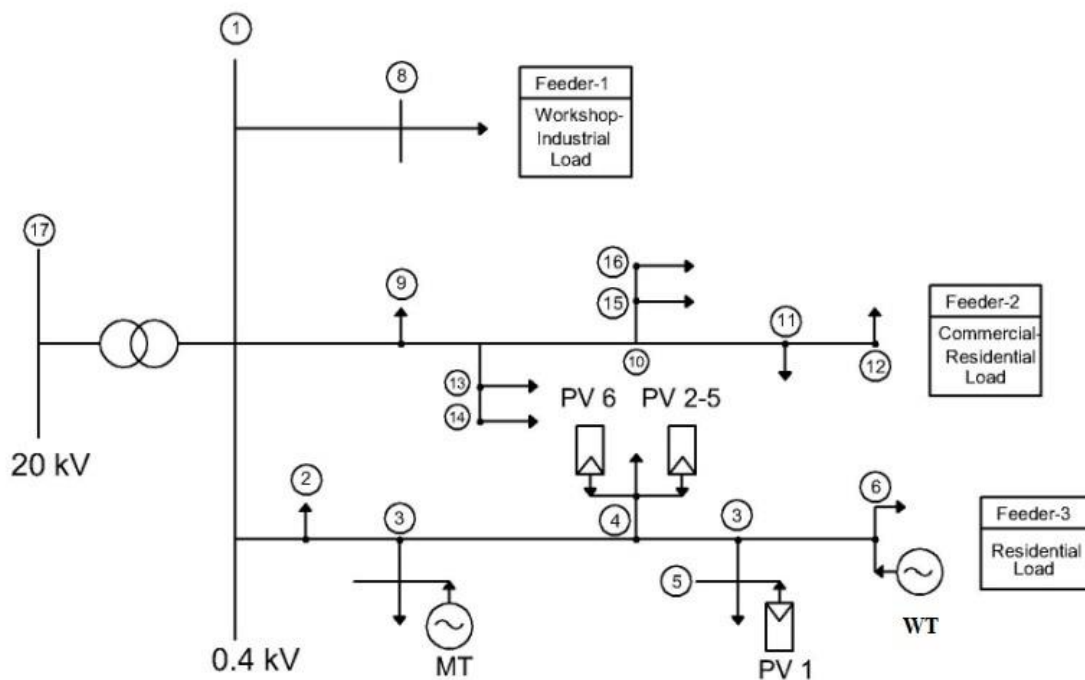 1
8
Feeder-1
Workshop-
Industrial
Load
17
16
9
15
11
Feeder-2
Commercial-
Residential
Load
10
12
13
14
PV 6
PV 2-5
20 kV
2
3
4
3
6
Feeder-3
Residential
Load
5
WT
0.4 kV
MT
PV 1